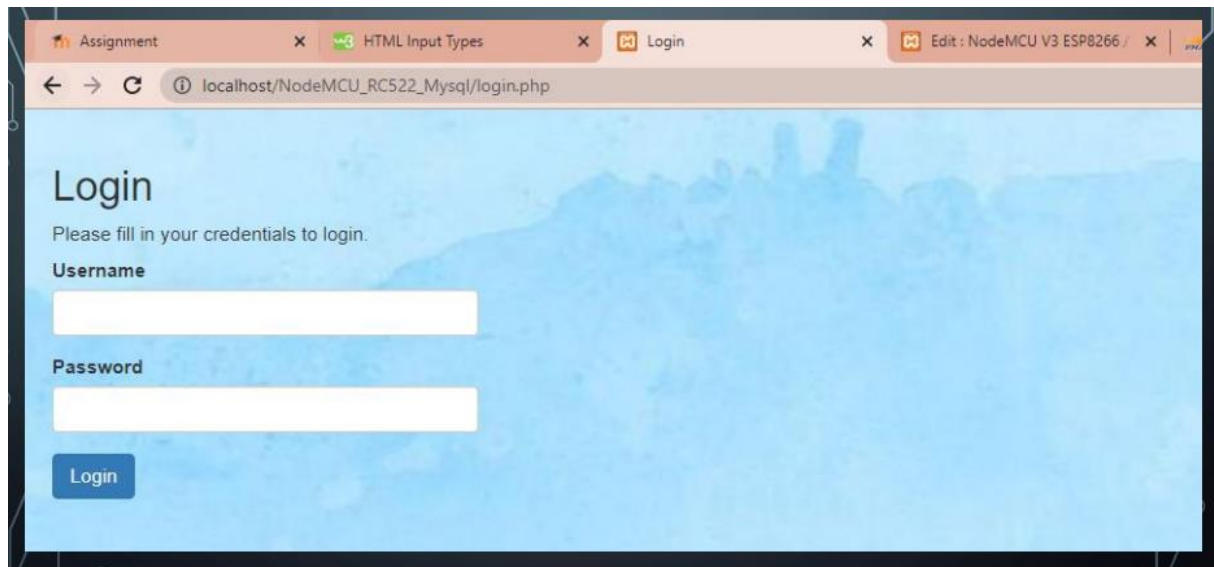 Assignment
HTML Input Types
Login
Edit : NodeMCU V3 ESP8266 /
localhost/NodeMCU_RC522_Mysql/login.php
Login
Please fill in your credentials to login.
Username
Password
Login